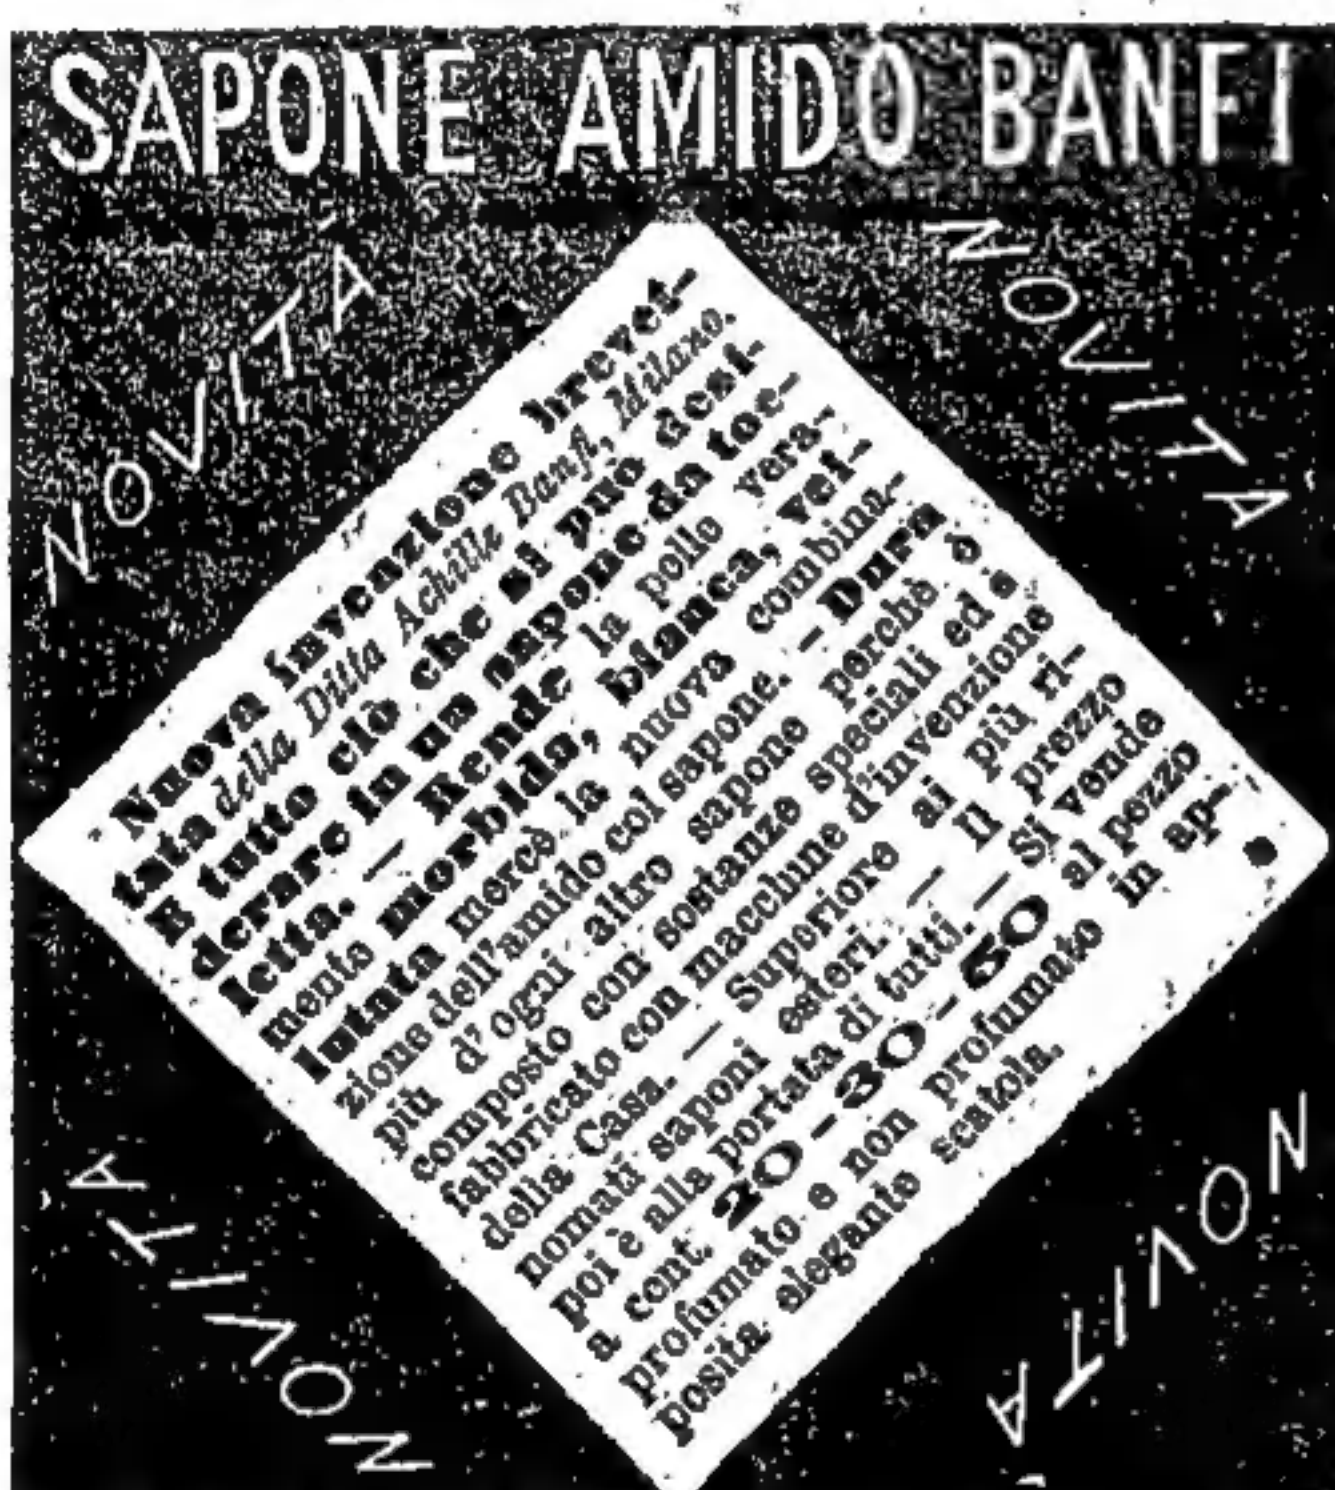 SAPONE AMIDO BANFI
NOVITÀ
NOVITÀ
Nuova invenzione brevet-
tata della Ditta Achille Banfi, Milano.
È tutto ciò che si può desi-
derare in un sapone da toe-
letta. — Rende la pelle vera-
mente morbida, bianca, vel-
lutata mercè la nuova combina-
zione dell'amido col sapone. — Dura
più d'ogni altro sapone perchè è
composto con sostanze speciali ed è
fabbricato con macchine d'invenzione
della Casa. — Superiore ai più ri-
nomati saponi esteri. — Il prezzo
poi è alla portata di tutti. — Si vende
a cent. 20-30-50 al pezzo
profumato e non profumato in ap-
posita elegante scatola.
NOVITÀ
NOVITÀ